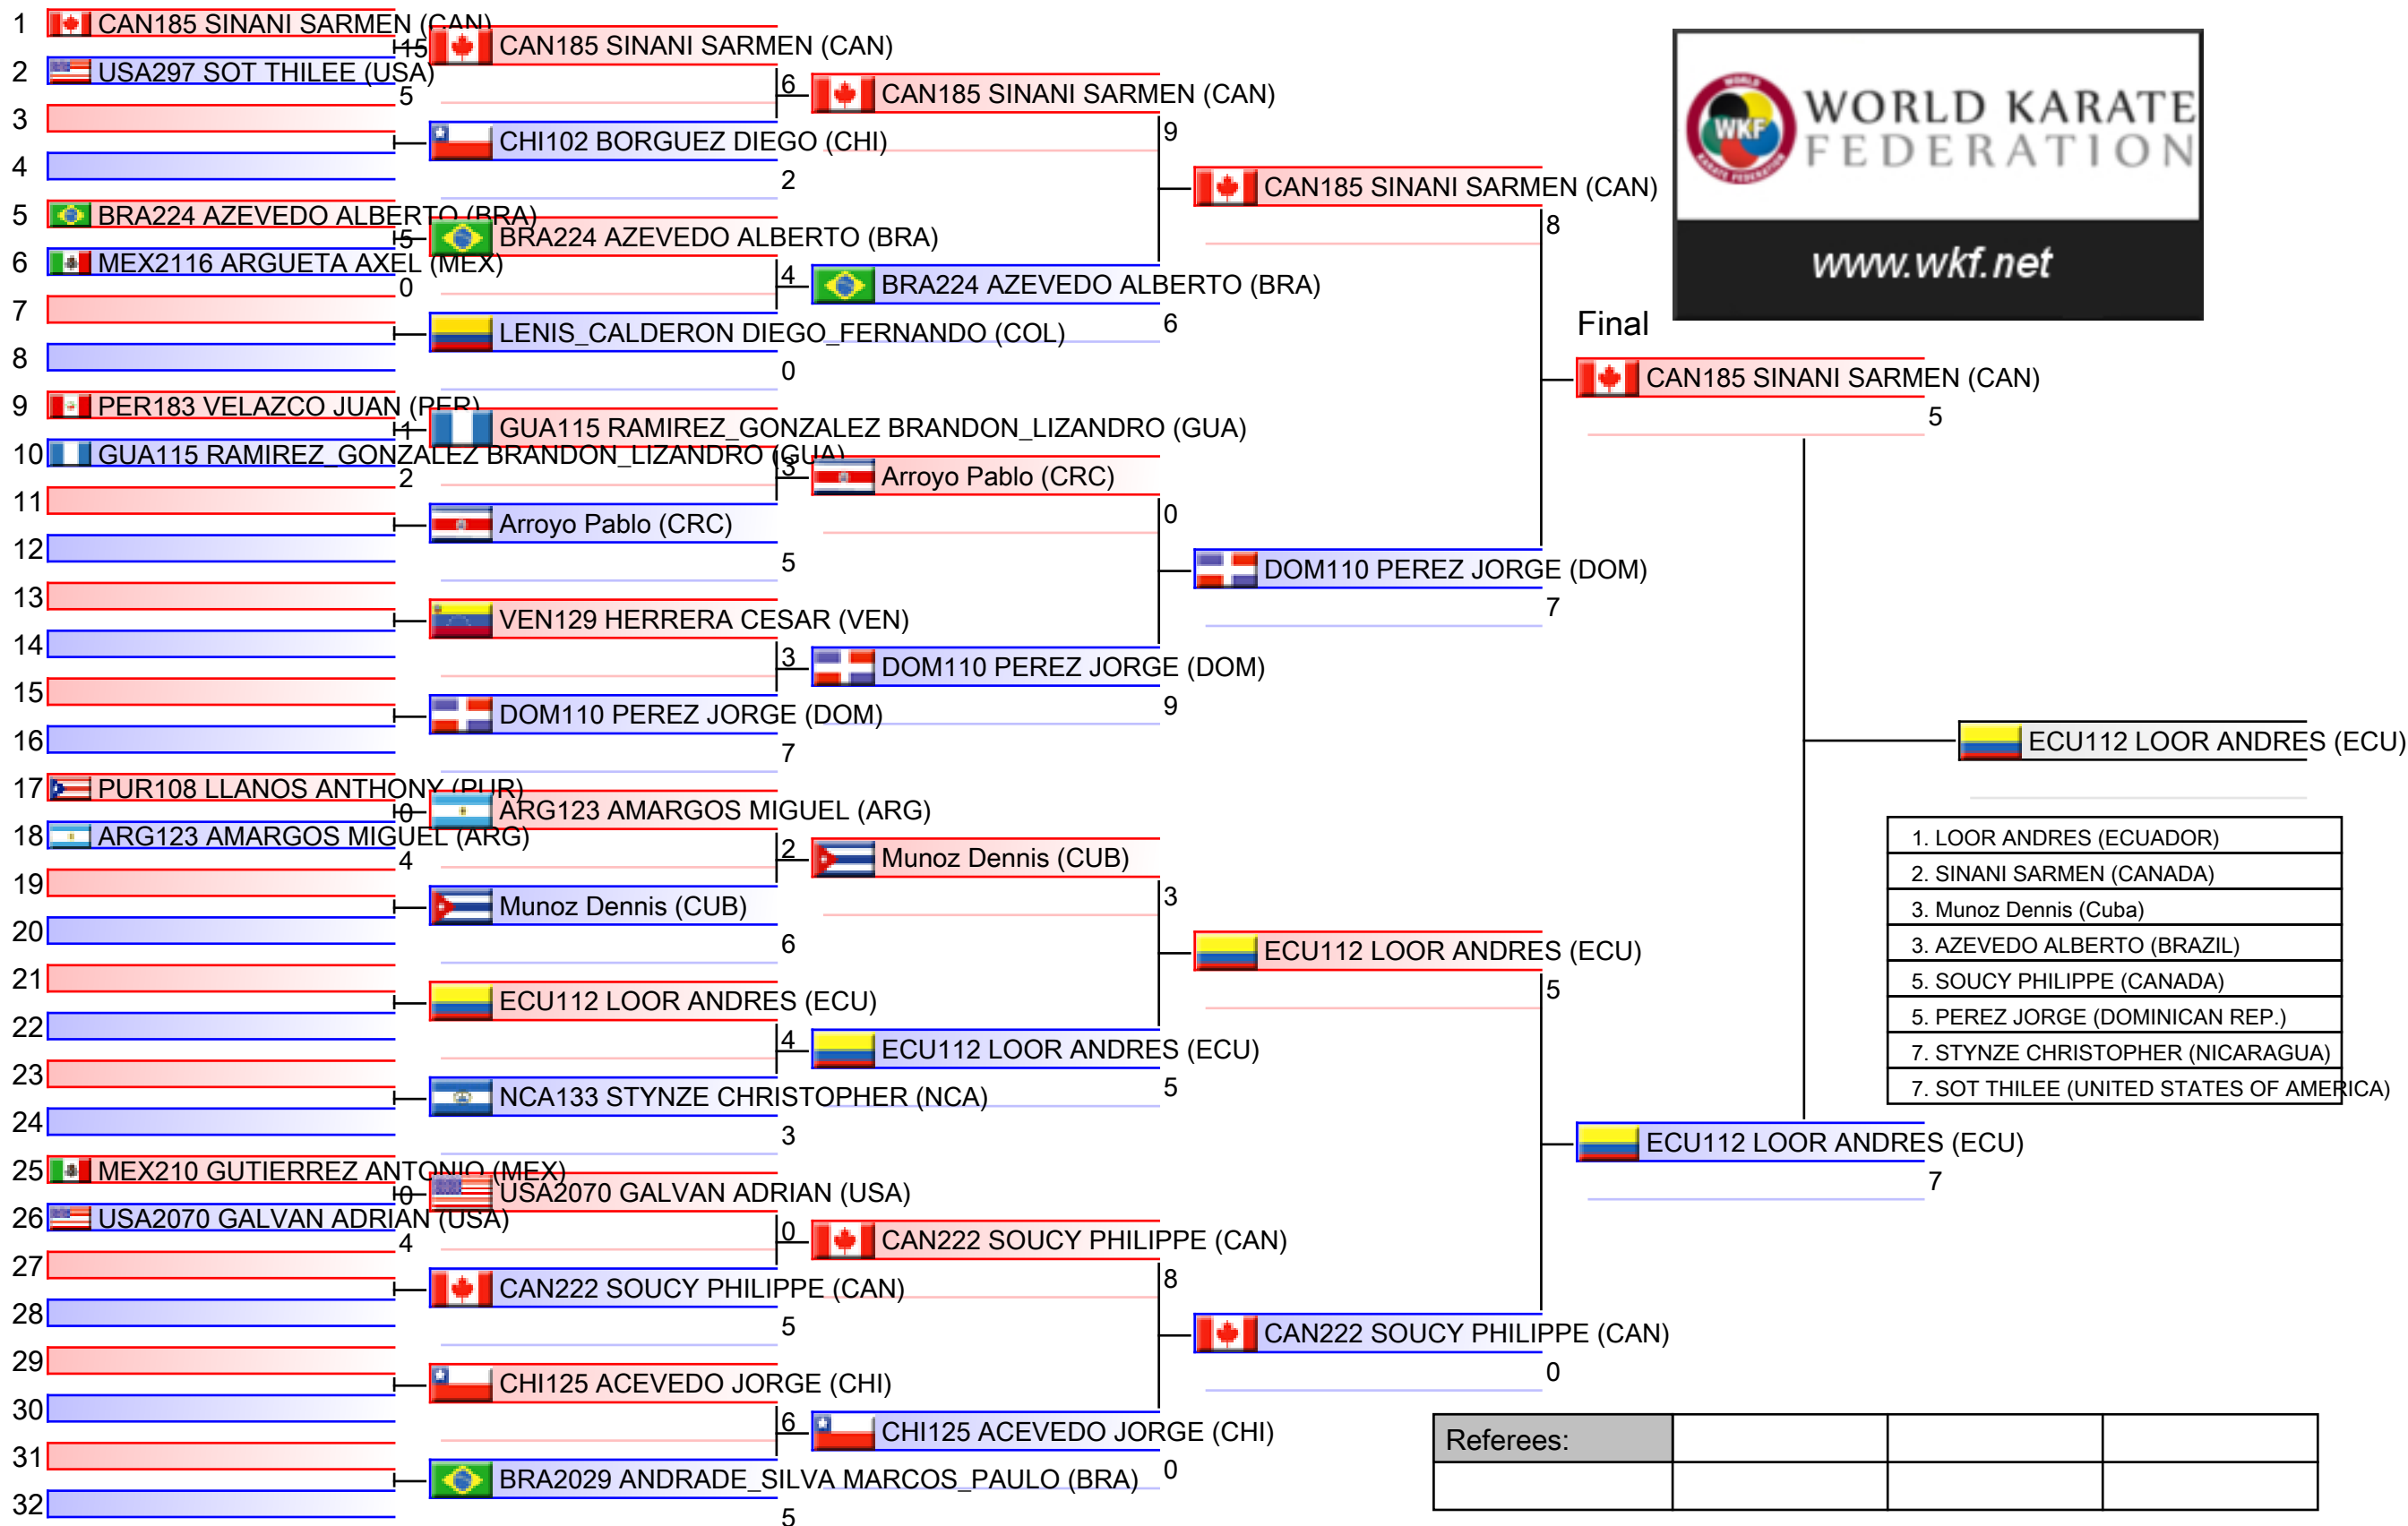 1 CAN185 SINANI SARMEN (CAN)
15
2 USA297 SOT THILEE (USA)
5
3
4
5 BRA224 AZEVEDO ALBERTO (BRA)
5
6 MEX2116 ARGUETA AXEL (MEX)
0
7
8
9 PER183 VELAZCO JUAN (PER)
1
10 GUA115 RAMIREZ_GONZALEZ BRANDON_LIZANDRO (GUA)
2
11
12
13
14
15
16
17 PUR108 LLANOS ANTHONY (PUR)
0
18 ARG123 AMARGOS MIGUEL (ARG)
4
19
20
21
22
23
24
25 MEX210 GUTIERREZ ANTONIO (MEX)
0
26 USA2070 GALVAN ADRIAN (USA)
4
27
28
29
30
31
32
CAN185 SINANI SARMEN (CAN)
6
CHI102 BORGUEZ DIEGO (CHI)
2
BRA224 AZEVEDO ALBERTO (BRA)
4
LENIS_CALDERON DIEGO_FERNANDO (COL)
0
GUA115 RAMIREZ_GONZALEZ BRANDON_LIZANDRO (GUA)
3
Arroyo Pablo (CRC)
5
VEN129 HERRERA CESAR (VEN)
3
DOM110 PEREZ JORGE (DOM)
7
ARG123 AMARGOS MIGUEL (ARG)
2
Munoz Dennis (CUB)
6
ECU112 LOOR ANDRES (ECU)
4
NCA133 STYNZE CHRISTOPHER (NCA)
3
USA2070 GALVAN ADRIAN (USA)
0
CAN222 SOUCY PHILIPPE (CAN)
5
CHI125 ACEVEDO JORGE (CHI)
6
BRA2029 ANDRADE_SILVA MARCOS_PAULO (BRA)
5
CAN185 SINANI SARMEN (CAN)
9
BRA224 AZEVEDO ALBERTO (BRA)
6
Arroyo Pablo (CRC)
0
DOM110 PEREZ JORGE (DOM)
9
Munoz Dennis (CUB)
3
ECU112 LOOR ANDRES (ECU)
5
CAN222 SOUCY PHILIPPE (CAN)
8
CHI125 ACEVEDO JORGE (CHI)
0
CAN185 SINANI SARMEN (CAN)
8
DOM110 PEREZ JORGE (DOM)
7
ECU112 LOOR ANDRES (ECU)
5
CAN222 SOUCY PHILIPPE (CAN)
0
WORLD
WKF
KARATE FEDERATION
WORLD KARATE
FEDERATION
www.wkf.net
Final
CAN185 SINANI SARMEN (CAN)
5
ECU112 LOOR ANDRES (ECU)
7
ECU112 LOOR ANDRES (ECU)
1. LOOR ANDRES (ECUADOR)
2. SINANI SARMEN (CANADA)
3. Munoz Dennis (Cuba)
3. AZEVEDO ALBERTO (BRAZIL)
5. SOUCY PHILIPPE (CANADA)
5. PEREZ JORGE (DOMINICAN REP.)
7. STYNZE CHRISTOPHER (NICARAGUA)
7. SOT THILEE (UNITED STATES OF AMERICA)
Referees: